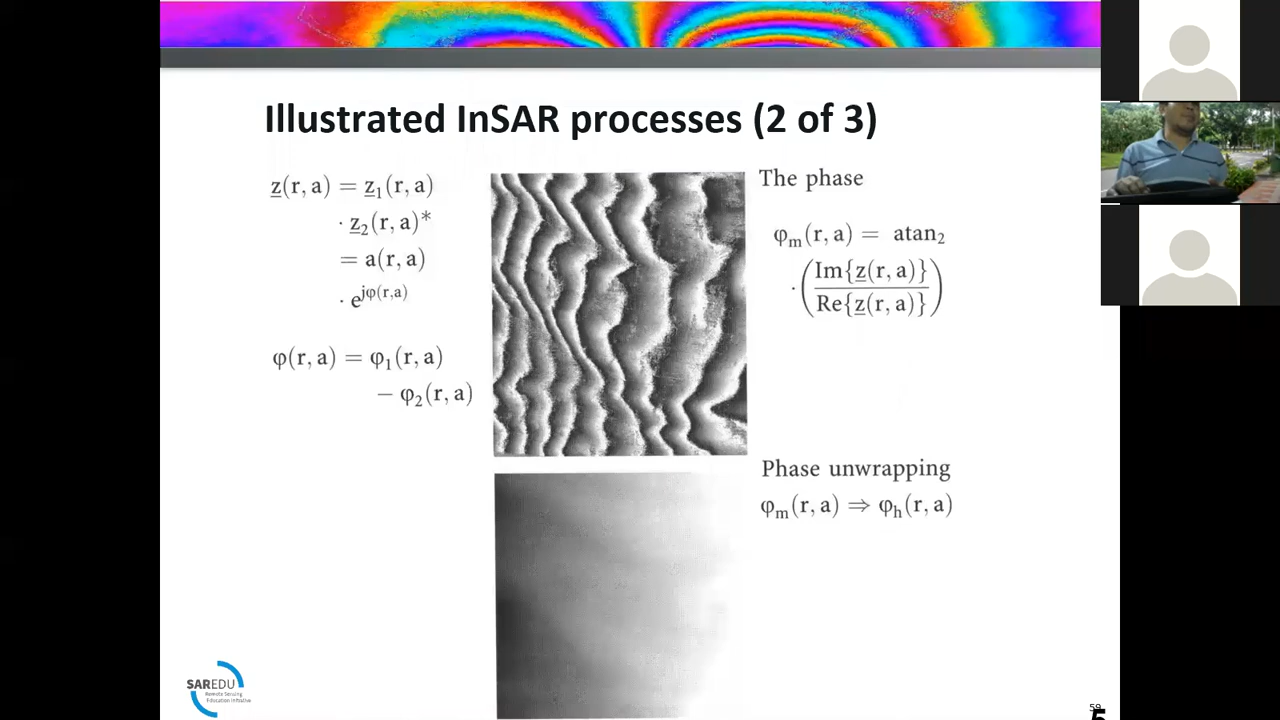 Illustrated InSAR processes (2 of 3)
z(r, a) = z₁(r, a)
· z₂(r, a)*
= a(r, a)
· e^jφ(r,a)
φ(r, a) = φ₁(r, a)
− φ₂(r, a)
The phase
φₘ(r, a) = atan₂
· (Im{z(r, a)} / Re{z(r, a)})
Phase unwrapping
φₘ(r, a) ⇒ φₕ(r, a)
SAREDU
Remote Sensing
Education Initiative
59